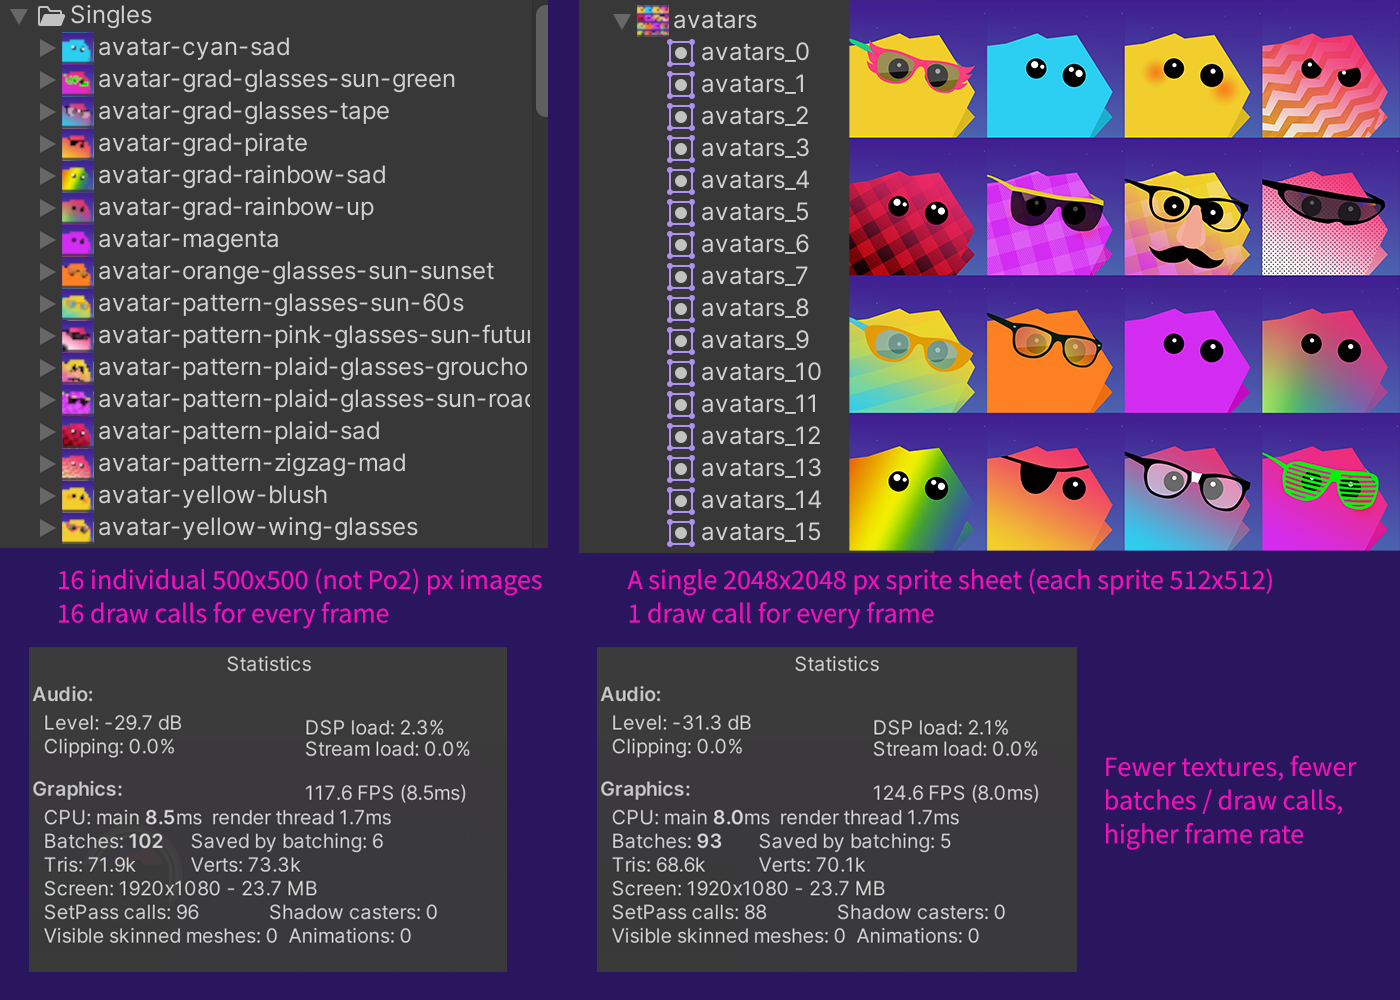 Singles
avatar-cyan-sad
avatar-grad-glasses-sun-green
avatar-grad-glasses-tape
avatar-grad-pirate
avatar-grad-rainbow-sad
avatar-grad-rainbow-up
avatar-magenta
avatar-orange-glasses-sun-sunset
avatar-pattern-glasses-sun-60s
avatar-pattern-pink-glasses-sun-futur
avatar-pattern-plaid-glasses-groucho
avatar-pattern-plaid-glasses-sun-road
avatar-pattern-plaid-sad
avatar-pattern-zigzag-mad
avatar-yellow-blush
avatar-yellow-wing-glasses
avatars
avatars_0
avatars_1
avatars_2
avatars_3
avatars_4
avatars_5
avatars_6
avatars_7
avatars_8
avatars_9
avatars_10
avatars_11
avatars_12
avatars_13
avatars_14
avatars_15
16 individual 500x500 (not Po2) px images
16 draw calls for every frame
A single 2048x2048 px sprite sheet (each sprite 512x512)
1 draw call for every frame
Statistics
Audio:
Level: -29.7 dB DSP load: 2.3%
Clipping: 0.0% Stream load: 0.0%
Graphics: 117.6 FPS (8.5ms)
CPU: main 8.5ms render thread 1.7ms
Batches: 102 Saved by batching: 6
Tris: 71.9k Verts: 73.3k
Screen: 1920x1080 - 23.7 MB
SetPass calls: 96 Shadow casters: 0
Visible skinned meshes: 0 Animations: 0
Statistics
Audio:
Level: -31.3 dB DSP load: 2.1%
Clipping: 0.0% Stream load: 0.0%
Graphics: 124.6 FPS (8.0ms)
CPU: main 8.0ms render thread 1.7ms
Batches: 93 Saved by batching: 5
Tris: 68.6k Verts: 70.1k
Screen: 1920x1080 - 23.7 MB
SetPass calls: 88 Shadow casters: 0
Visible skinned meshes: 0 Animations: 0
Fewer textures, fewer
batches / draw calls,
higher frame rate